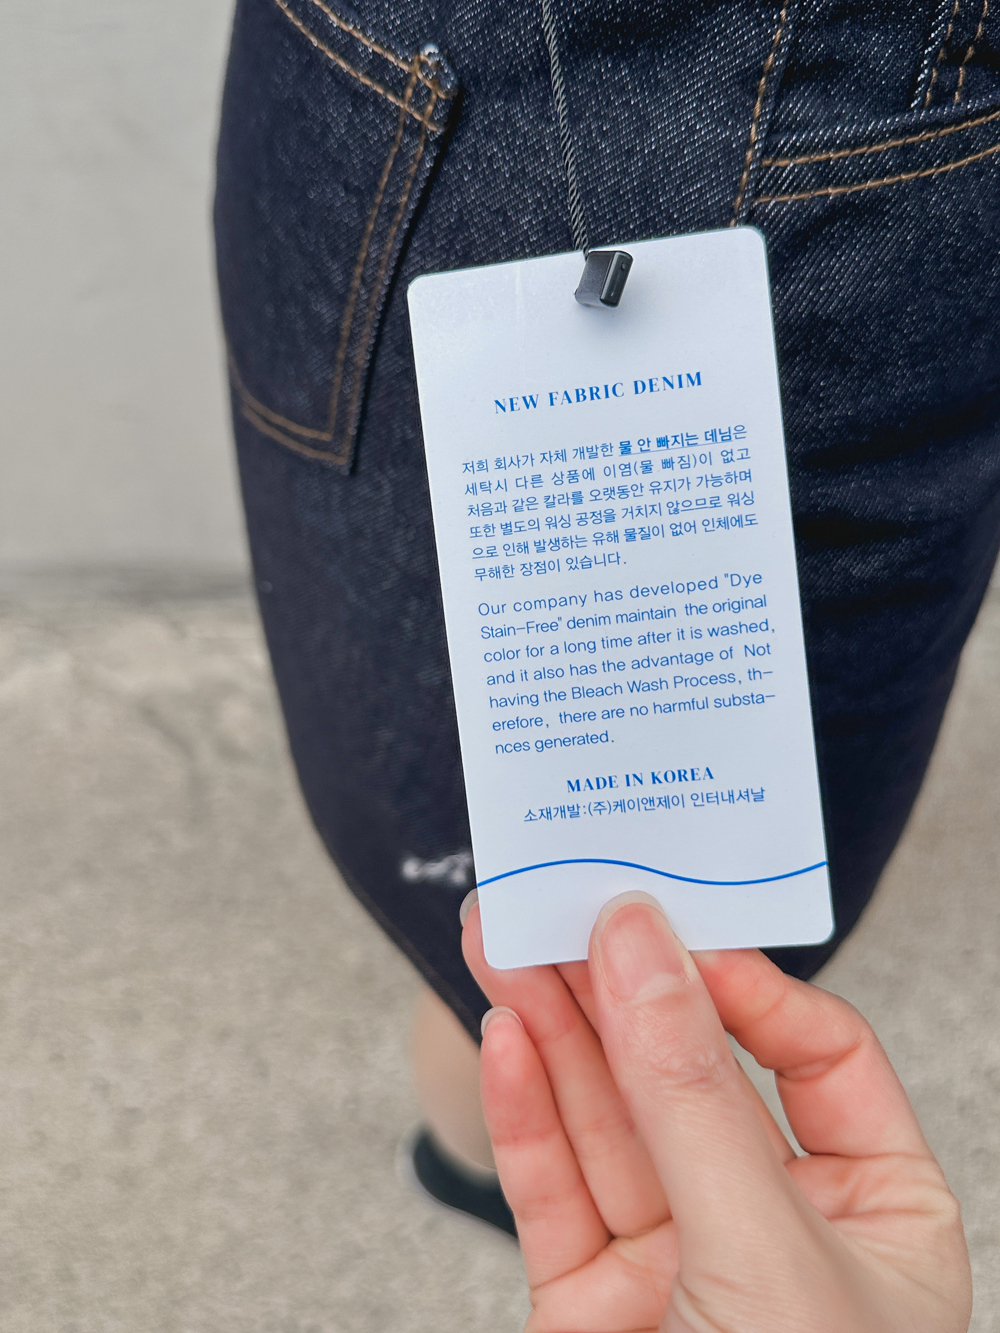 NEW FABRIC DENIM
저희 회사가 자체 개발한 물 안 빠지는 데님은
세탁시 다른 상품에 이염(물 빠짐)이 없고
처음과 같은 칼라를 오랫동안 유지가 가능하며
또한 별도의 워싱 공정을 거치지 않으므로 워싱
으로 인해 발생하는 유해 물질이 없어 인체에도
무해한 장점이 있습니다.
Our company has developed "Dye
Stain-Free" denim maintain the original
color for a long time after it is washed,
and it also has the advantage of Not
having the Bleach Wash Process, th-
erefore, there are no harmful substa-
nces generated.
MADE IN KOREA
소재개발:(주)케이앤제이 인터내셔날